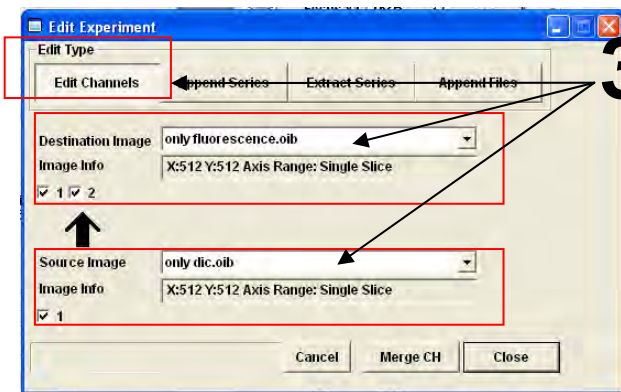 Edit Experiment
Edit Type
Edit Channels Append Series Extract Series Append Files
3
Destination Image only fluorescence.oib
Image Info X:512 Y:512 Axis Range: Single Slice
1 2
Source Image only dic.oib
Image Info X:512 Y:512 Axis Range: Single Slice
1
Cancel Merge CH Close